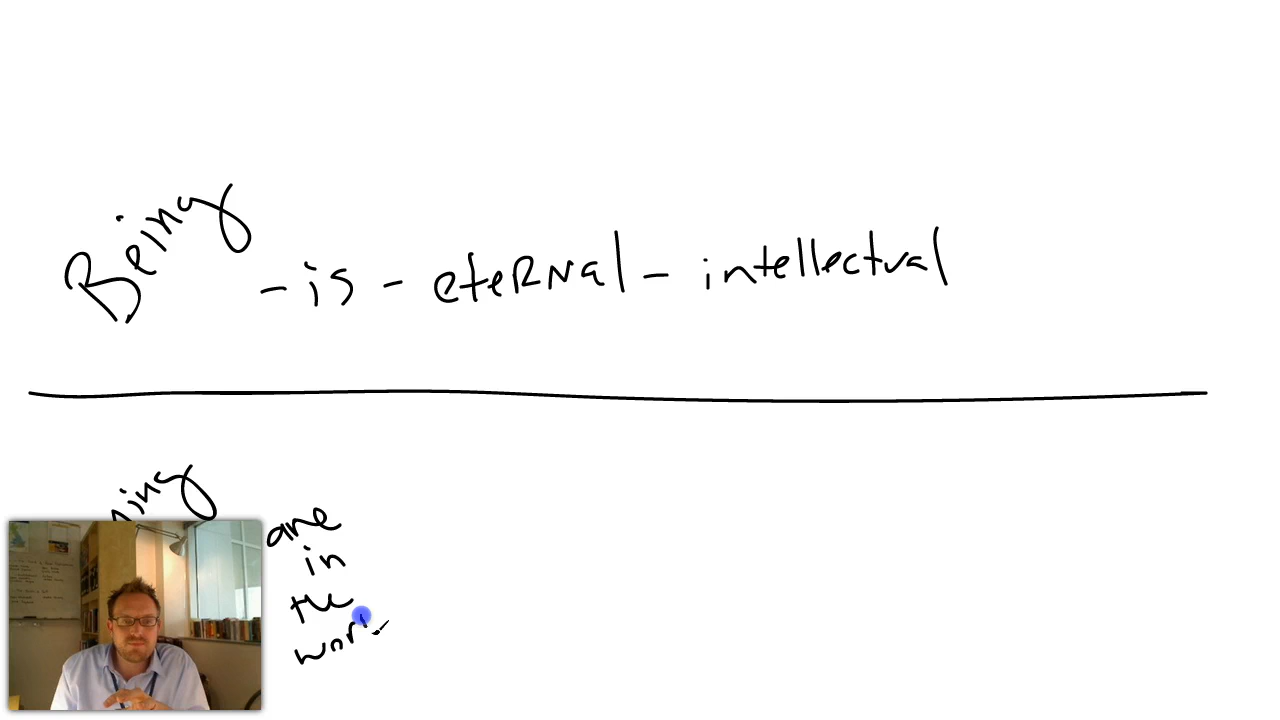 Being - is - eternal - intellectual
are
in
the